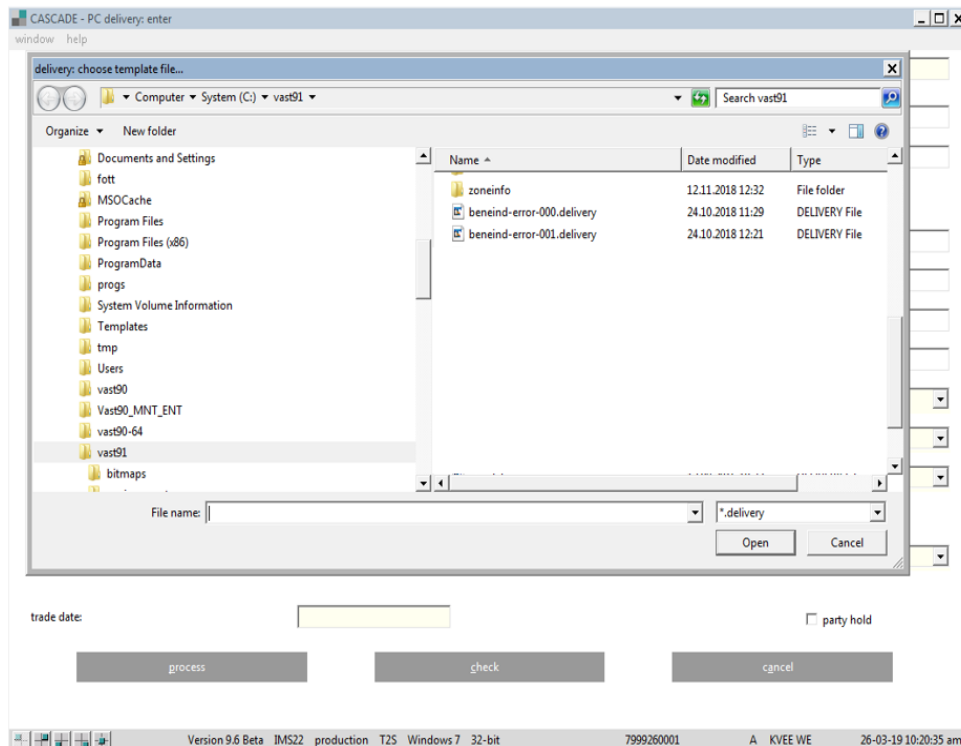 CASCADE - PC delivery: enter
window help
delivery: choose template file...
Computer System (C:) vast91
Search vast91
Organize New folder
Documents and Settings
fott
MSOCache
Program Files
Program Files (x86)
ProgramData
progs
System Volume Information
Templates
tmp
Users
vast90
Vast90_MNT_ENT
vast90-64
vast91
bitmaps
Name Date modified Type
zoneinfo 12.11.2018 12:32 File folder
beneind-error-000.delivery 24.10.2018 11:29 DELIVERY File
beneind-error-001.delivery 24.10.2018 12:21 DELIVERY File
File name: *.delivery
Open Cancel
trade date: party hold
process check cancel
Version 9.6 Beta IMS22 production T2S Windows 7 32-bit 7999260001 A KVEE WE 26-03-19 10:20:35 am